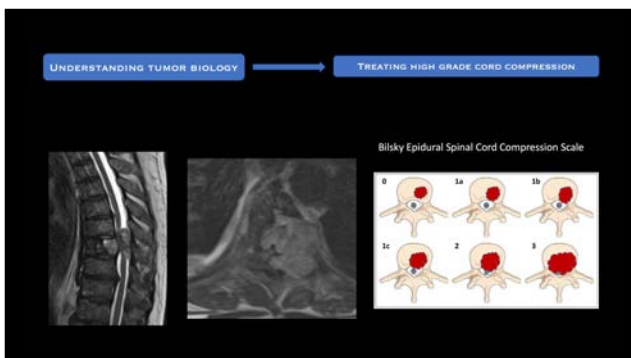 UNDERSTANDING TUMOR BIOLOGY
TREATING HIGH GRADE CORD COMPRESSION
Bilsky Epidural Spinal Cord Compression Scale
0 1a 1b
1c 2 3